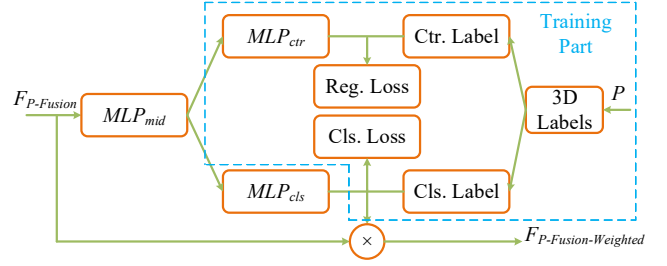 MLP_ctr
Ctr. Label
Training
Part
Reg. Loss
F_P-Fusion
MLP_mid
3D
Labels
P
Cls. Loss
MLP_cls
Cls. Label
×
F_P-Fusion-Weighted